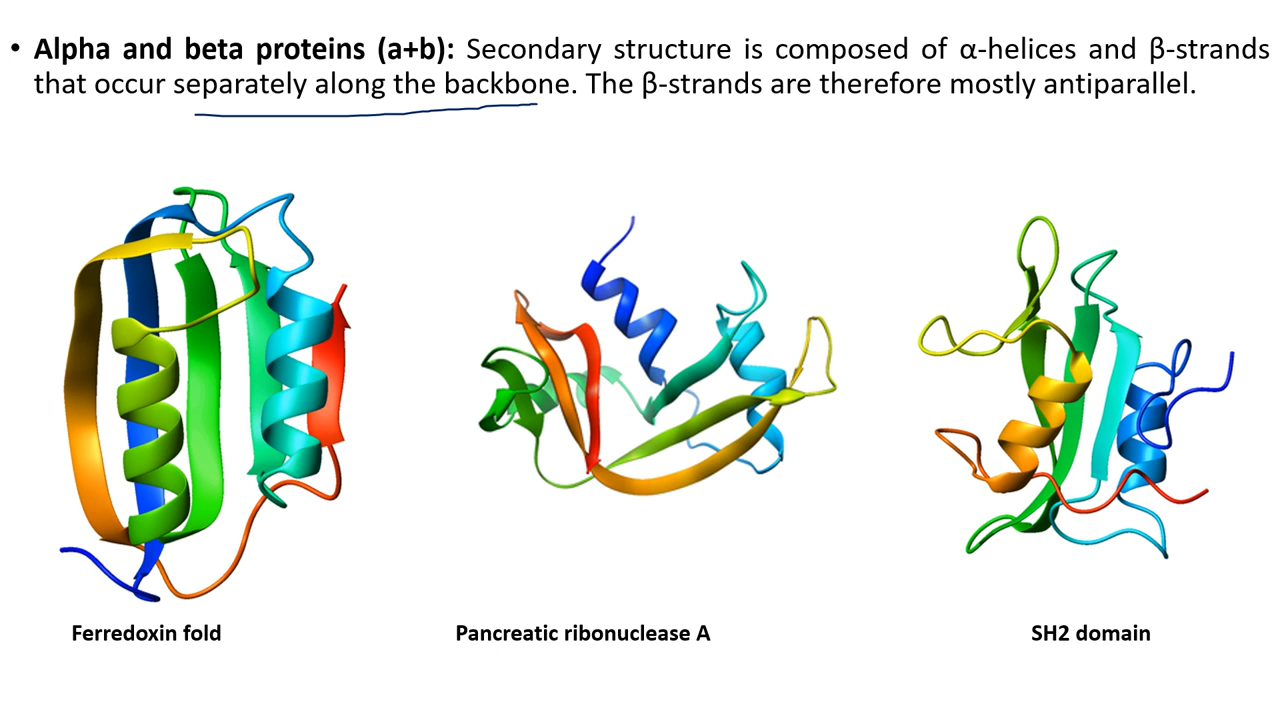 • Alpha and beta proteins (a+b): Secondary structure is composed of α-helices and β-strands
that occur separately along the backbone. The β-strands are therefore mostly antiparallel.
Ferredoxin fold
Pancreatic ribonuclease A
SH2 domain